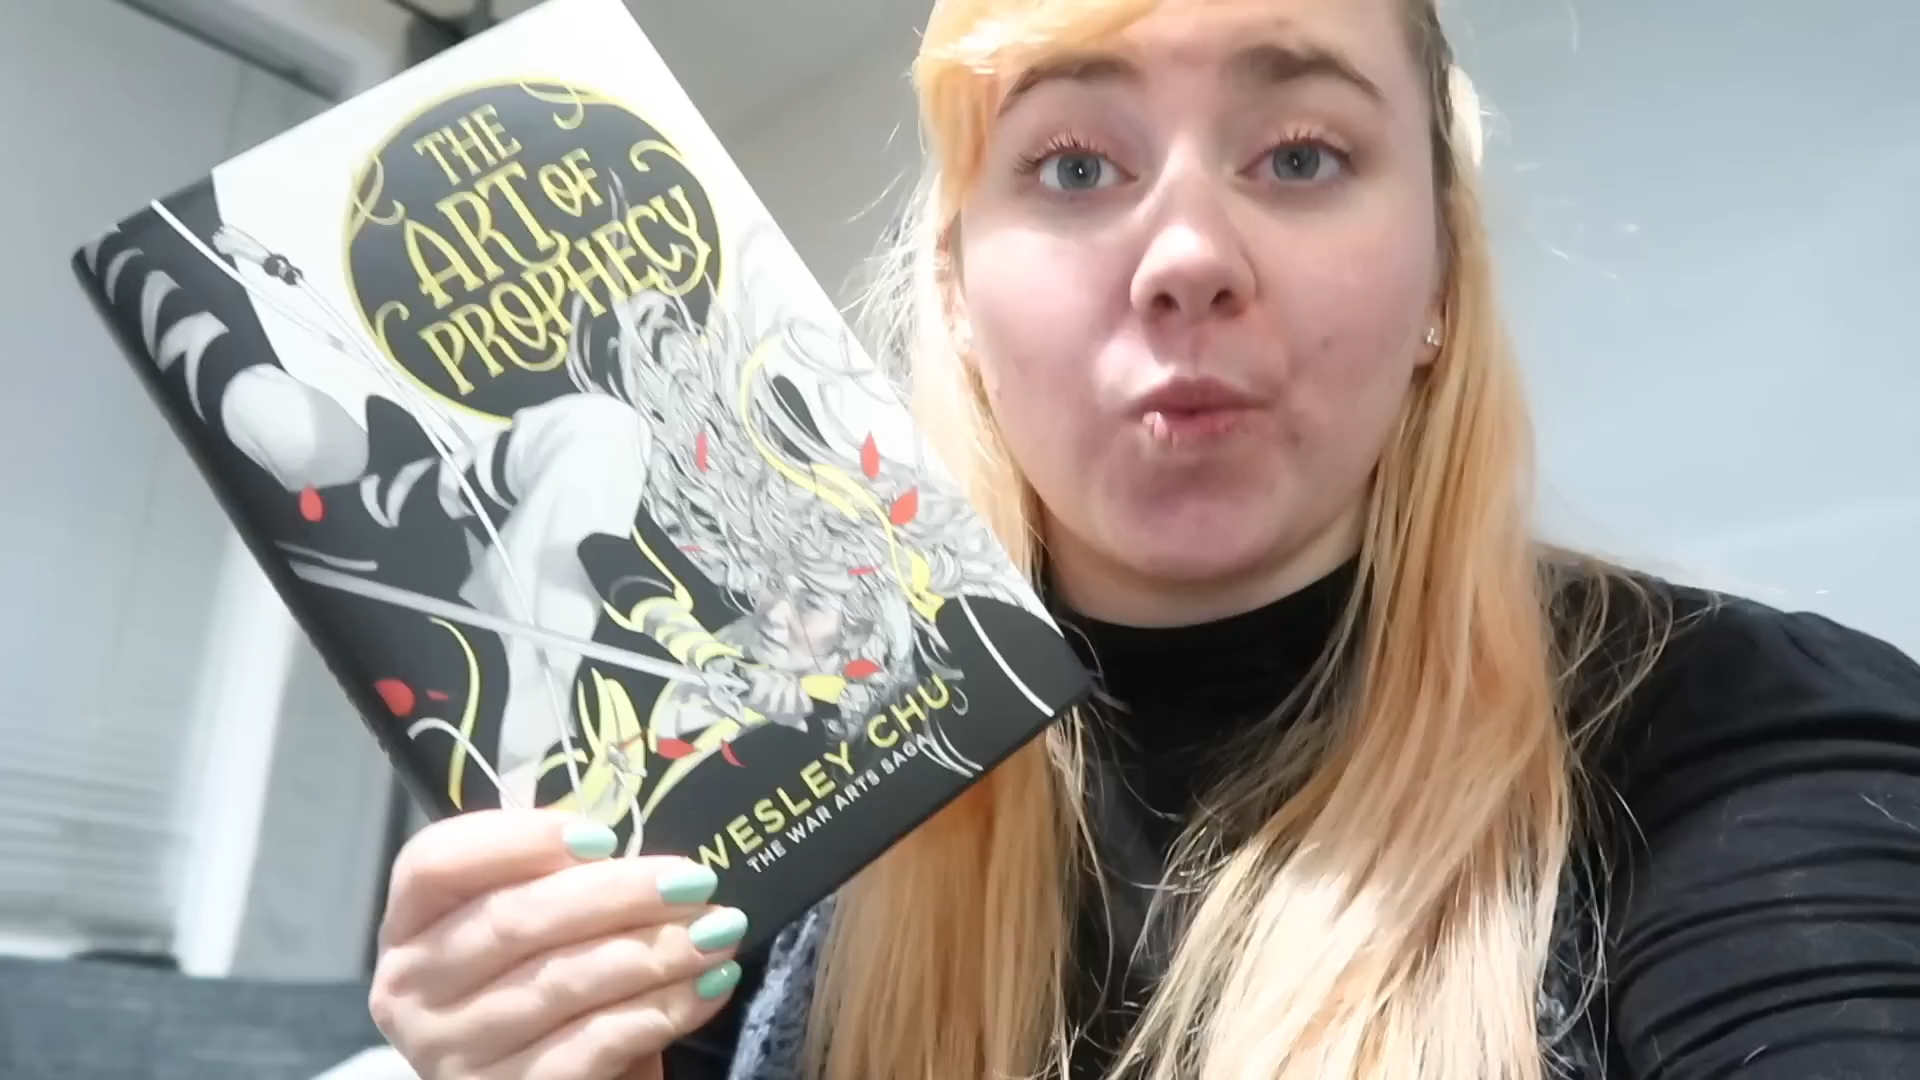 THE
ART OF
PROPHECY
WESLEY CHU
THE WAR ARTS SAGA